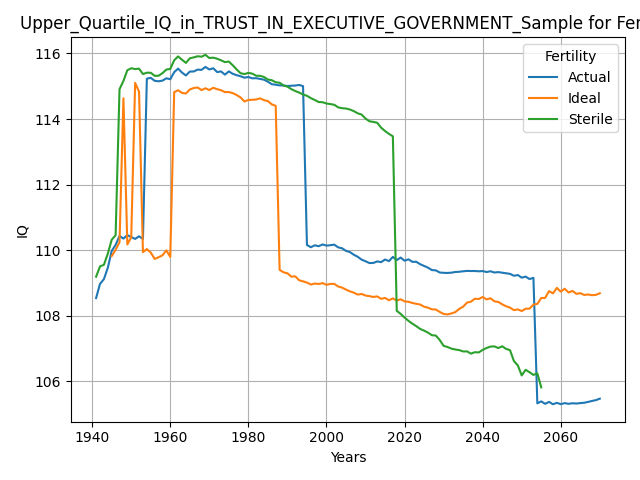 Upper_Quartile_IQ_in_TRUST_IN_EXECUTIVE_GOVERNMENT_Sample for Fer
116
114
112
110
108
106
IQ
Fertility
Actual
Ideal
Sterile
1940 1960 1980 2000 2020 2040 2060
Years